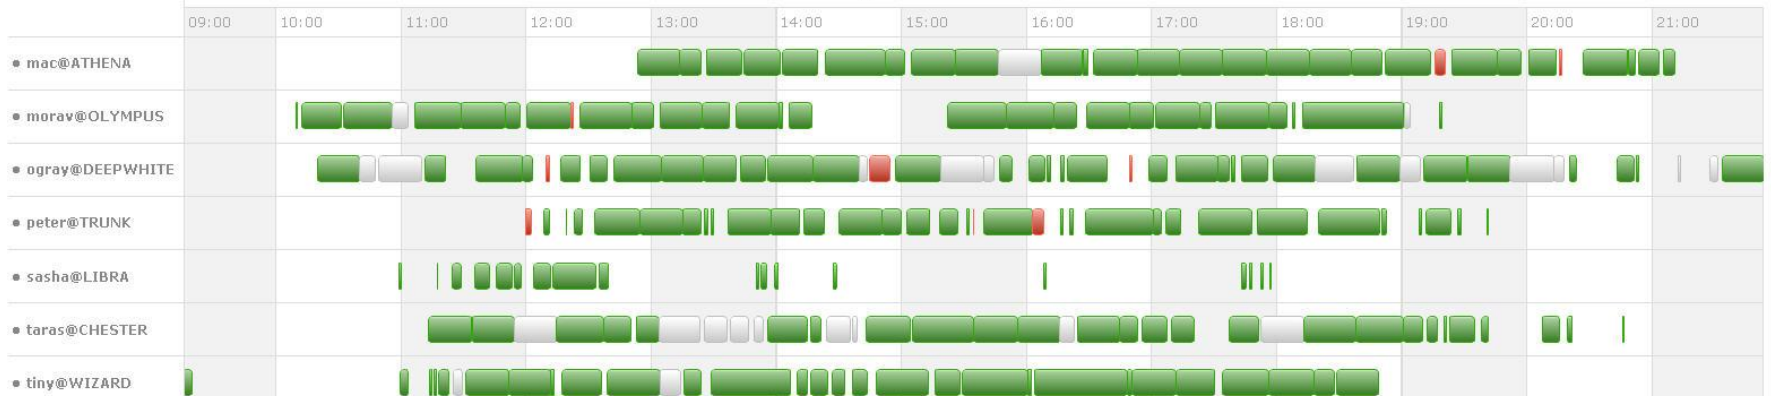 09:00 10:00 11:00 12:00 13:00 14:00 15:00 16:00 17:00 18:00 19:00 20:00 21:00
mac@ATHENA
morav@OLYMPUS
ogray@DEEPWHITE
peter@TRUNK
sasha@LIBRA
taras@CHESTER
tiny@WIZARD